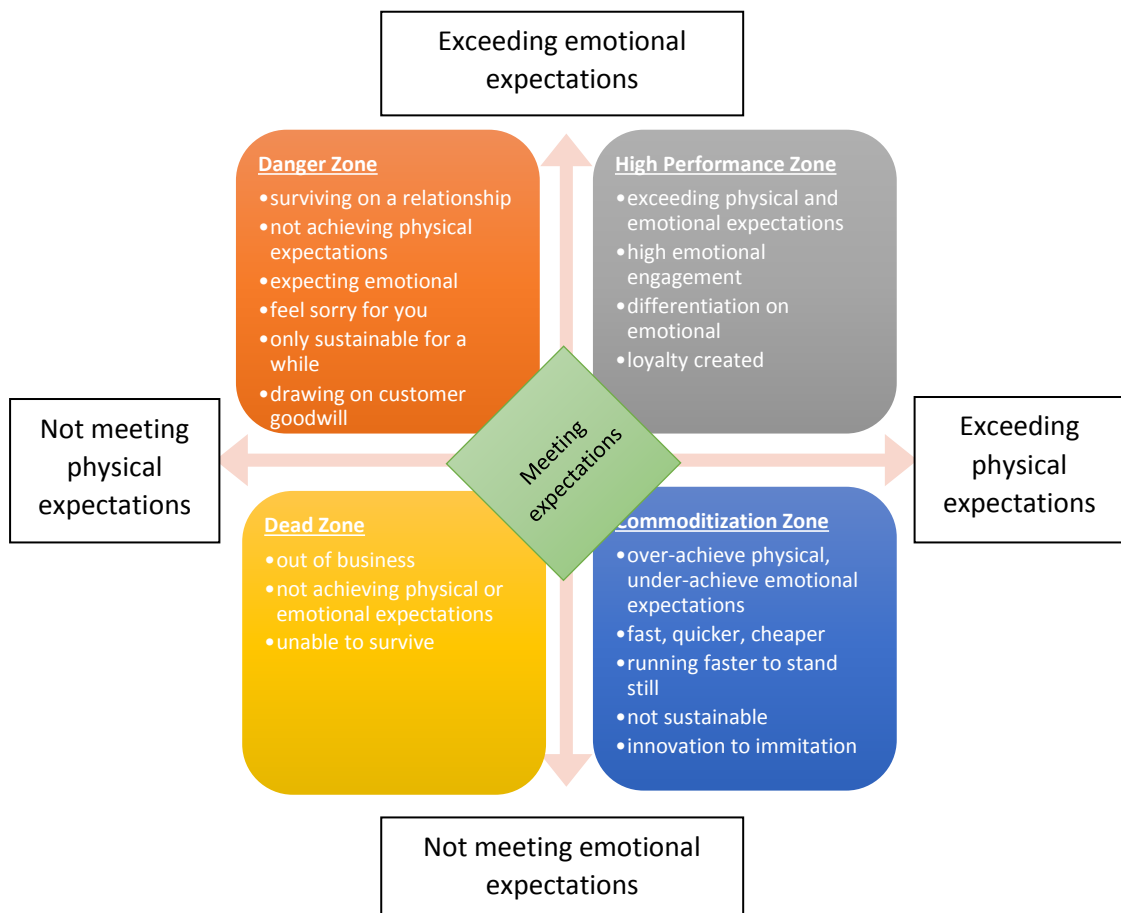 Exceeding emotional
expectations
Danger Zone
•surviving on a relationship
•not achieving physical
expectations
•expecting emotional
•feel sorry for you
•only sustainable for a
while
•drawing on customer
goodwill
High Performance Zone
•exceeding physical and
emotional expectations
•high emotional
engagement
•differentiation on
emotional
•loyalty created
Not meeting
physical
expectations
Meeting
expectations
Exceeding
physical
expectations
Dead Zone
•out of business
•not achieving physical or
emotional expectations
•unable to survive
Commoditization Zone
•over-achieve physical,
under-achieve emotional
expectations
•fast, quicker, cheaper
•running faster to stand
still
•not sustainable
•innovation to immitation
Not meeting emotional
expectations